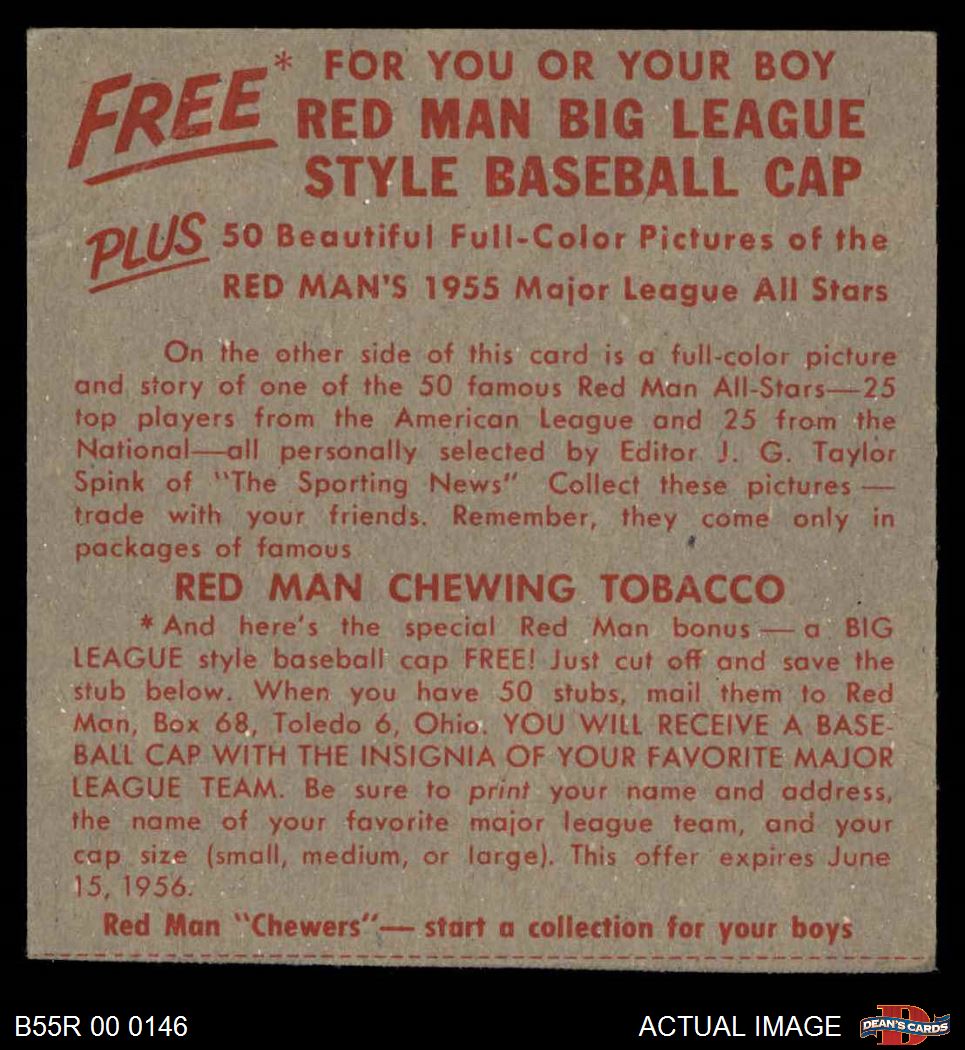 FREE* FOR YOU OR YOUR BOY
RED MAN BIG LEAGUE
STYLE BASEBALL CAP
PLUS 50 Beautiful Full-Color Pictures of the
RED MAN'S 1955 Major League All Stars
On the other side of this card is a full-color picture
and story of one of the 50 famous Red Man All-Stars—25
top players from the American League and 25 from the
National—all personally selected by Editor J. G. Taylor
Spink of "The Sporting News" Collect these pictures —
trade with your friends. Remember, they come only in
packages of famous
RED MAN CHEWING TOBACCO
*And here's the special Red Man bonus — a BIG
LEAGUE style baseball cap FREE! Just cut off and save the
stub below. When you have 50 stubs, mail them to Red
Man, Box 68, Toledo 6, Ohio. YOU WILL RECEIVE A BASE-
BALL CAP WITH THE INSIGNIA OF YOUR FAVORITE MAJOR
LEAGUE TEAM. Be sure to print your name and address,
the name of your favorite major league team, and your
cap size (small, medium, or large). This offer expires June
15, 1956.
Red Man "Chewers"— start a collection for your boys
B55R 00 0146
ACTUAL IMAGE
DEAN'S CARDS